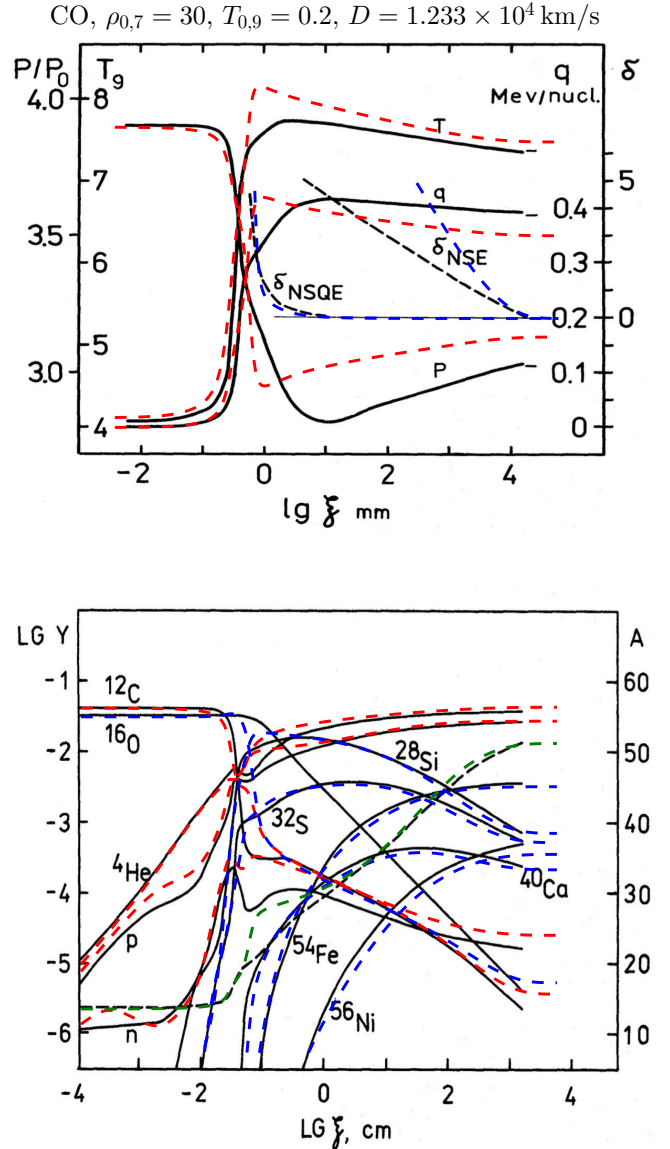 CO, ρ0,7 = 30, T0,9 = 0.2, D = 1.233 × 10⁴ km/s
P/P₀ T₉ q δ
Mev/nucl.
4.0 8
T
7 5
q 0.4
3.5
δNSE
6 0.3
δNSQE
0.2 0
5
3.0 P 0.1
4 0
-2 0 2 4
lg ξ mm
LG Y A
-1 60
¹²C
¹⁶O
-2 50
²⁸Si
-3 ³²S 40
⁴He
⁴⁰Ca
-4 30
p
⁵⁴Fe
-5 20
⁵⁶Ni
-6 n 10
-4 -2 0 2 4
LG ξ, cm